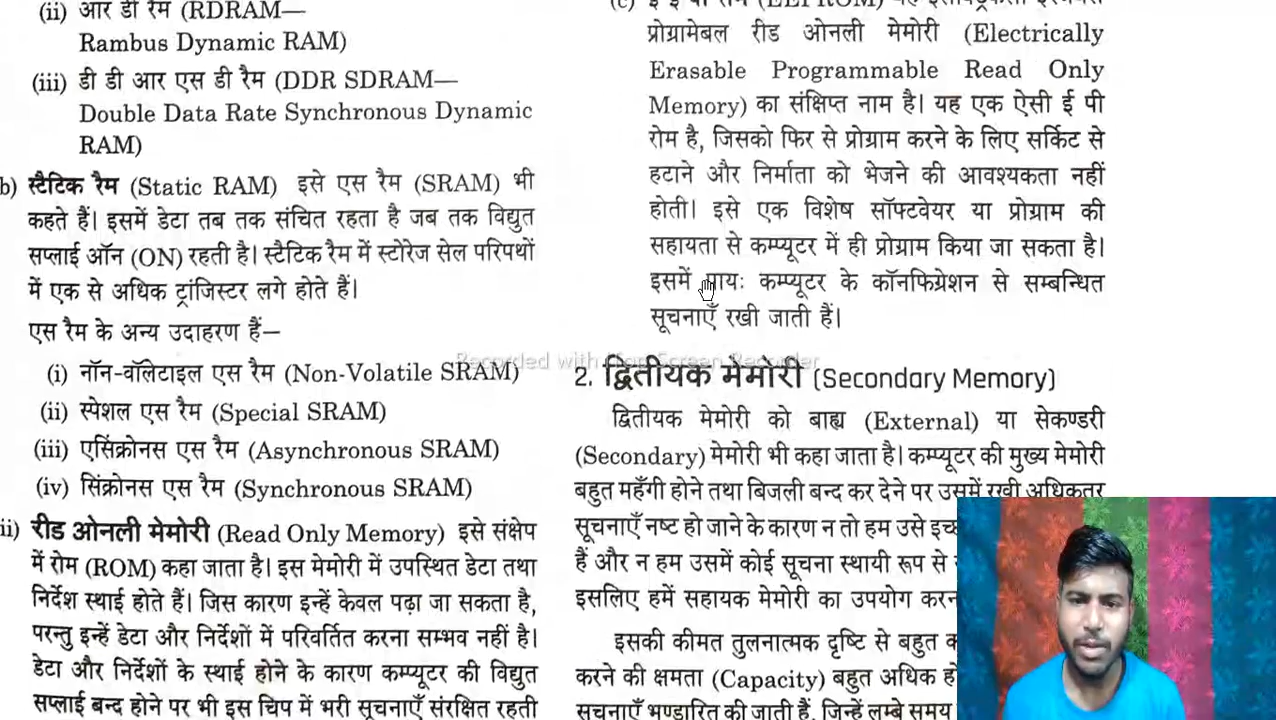 (ii) आर डी रैम (RDRAM—
Rambus Dynamic RAM)
(iii) डी डी आर एस डी रैम (DDR SDRAM—
Double Data Rate Synchronous Dynamic
RAM)
b) स्टैटिक रैम (Static RAM) इसे एस रैम (SRAM) भी
कहते हैं। इसमें डेटा तब तक संचित रहता है जब तक विद्युत
सप्लाई ऑन (ON) रहती है। स्टैटिक रैम में स्टोरेज सेल परिपथों
में एक से अधिक ट्रांजिस्टर लगे होते हैं।
एस रैम के अन्य उदाहरण हैं—
(i) नॉन-वॉलेटाइल एस रैम (Non-Volatile SRAM)
(ii) स्पेशल एस रैम (Special SRAM)
(iii) एसिंक्रोनस एस रैम (Asynchronous SRAM)
(iv) सिंक्रोनस एस रैम (Synchronous SRAM)
ii) रीड ओनली मेमोरी (Read Only Memory) इसे संक्षेप
में रोम (ROM) कहा जाता है। इस मेमोरी में उपस्थित डेटा तथा
निर्देश स्थाई होते हैं। जिस कारण इन्हें केवल पढ़ा जा सकता है,
परन्तु इन्हें डेटा और निर्देशों में परिवर्तित करना सम्भव नहीं है।
डेटा और निर्देशों के स्थाई होने के कारण कम्प्यूटर की विद्युत
सप्लाई बन्द होने पर भी इस चिप में भरी सूचनाएँ संरक्षित रहती
प्रोग्रामेबल रीड ओनली मेमोरी (Electrically
Erasable Programmable Read Only
Memory) का संक्षिप्त नाम है। यह एक ऐसी ई पी
रोम है, जिसको फिर से प्रोग्राम करने के लिए सर्किट से
हटाने और निर्माता को भेजने की आवश्यकता नहीं
होती। इसे एक विशेष सॉफ्टवेयर या प्रोग्राम की
सहायता से कम्प्यूटर में ही प्रोग्राम किया जा सकता है।
इसमें प्रायः कम्प्यूटर के कॉनफिग्रेशन से सम्बन्धित
सूचनाएँ रखी जाती हैं।
Recorded with iTop Screen Recorder
2. द्वितीयक मेमोरी (Secondary Memory)
द्वितीयक मेमोरी को बाह्य (External) या सेकण्डरी
(Secondary) मेमोरी भी कहा जाता है। कम्प्यूटर की मुख्य मेमोरी
बहुत महँगी होने तथा बिजली बन्द कर देने पर उसमें रखी अधिकतर
सूचनाएँ नष्ट हो जाने के कारण न तो हम उसे
हैं और न हम उसमें कोई सूचना स्थायी रूप से
इसलिए हमें सहायक मेमोरी का उपयोग
इसकी कीमत तुलनात्मक दृष्टि से बहुत
करने की क्षमता (Capacity) बहुत अधिक
सूचनाएँ भण्डारित की जाती हैं, जिन्हें लम्बे समय